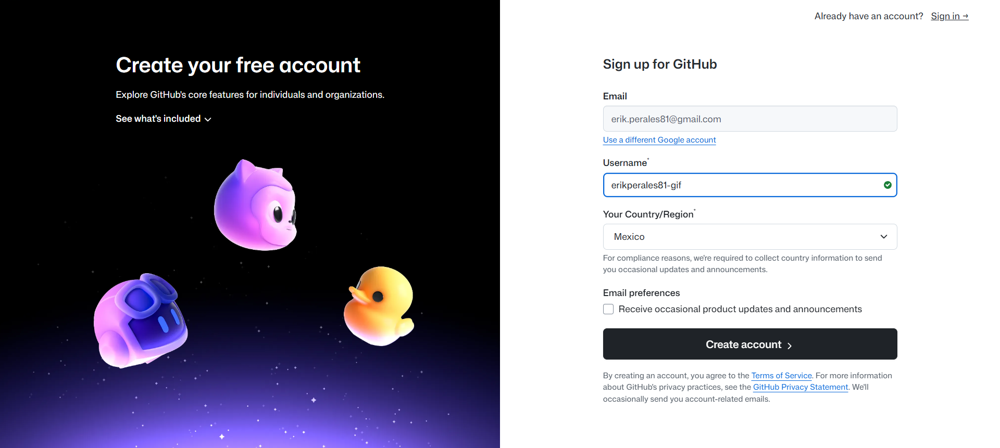 Already have an account? Sign in →
Create your free account
Explore GitHub's core features for individuals and organizations.
See what's included
Sign up for GitHub
Email
erik.perales81@gmail.com
Use a different Google account
Username*
erikperales81-gif
Your Country/Region*
Mexico
For compliance reasons, we're required to collect country information to send
you occasional updates and announcements.
Email preferences
Receive occasional product updates and announcements
Create account
By creating an account, you agree to the Terms of Service. For more information
about GitHub's privacy practices, see the GitHub Privacy Statement. We'll
occasionally send you account-related emails.